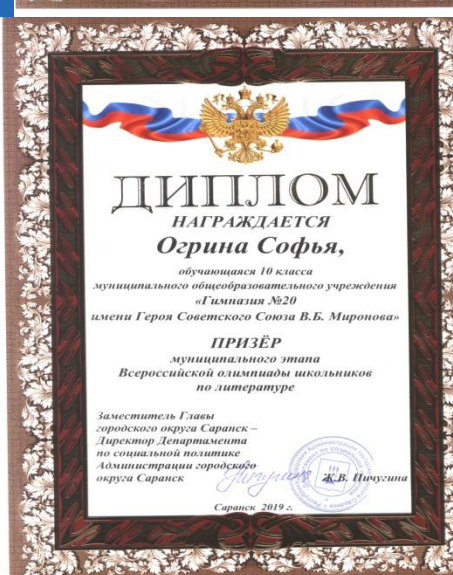 ДИПЛОМ
НАГРАЖДАЕТСЯ
Огрина Софья,
обучающаяся 10 класса
муниципального общеобразовательного учреждения
«Гимназия №20
имени Героя Советского Союза В.Б. Миронова»
ПРИЗЁР
муниципального этапа
Всероссийской олимпиады школьников
по литературе
Заместитель Главы
городского округа Саранск –
Директор Департамента
по социальной политике
Администрации городского
округа Саранск
Ж.В. Пичугина
Саранск 2019 г.